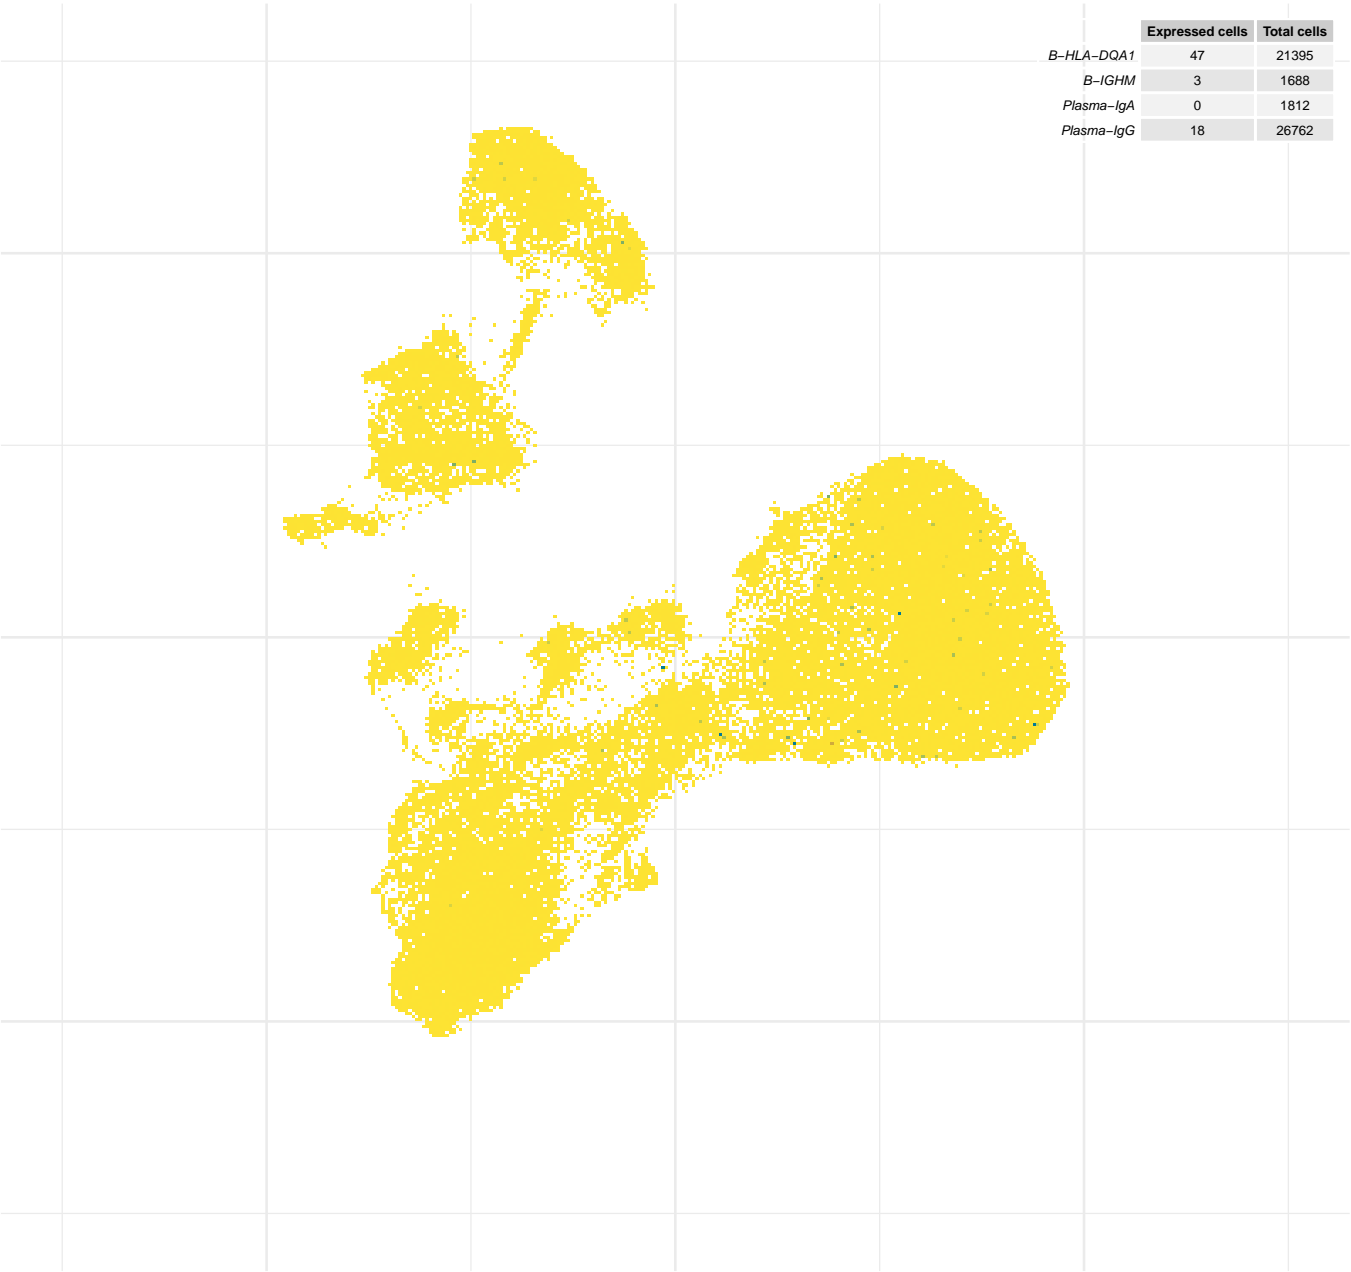 Expressed cells Total cells
B−HLA−DQA1 47 21395
B−IGHM 3 1688
Plasma−IgA 0 1812
Plasma−IgG 18 26762